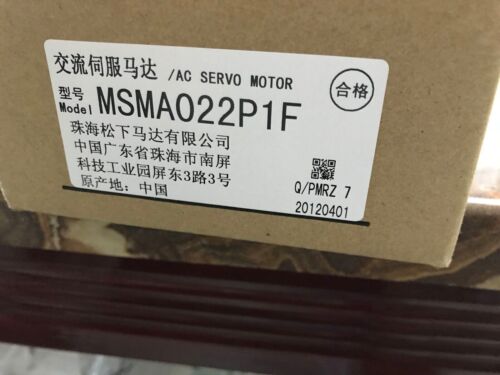 交流伺服马达 /AC SERVO MOTOR
合格
型号
Model MSMA022P1F
珠海松下马达有限公司
中国广东省珠海市南屏
科技工业园屏东3路3号
原产地: 中国
Q/PMRZ 7
20120401